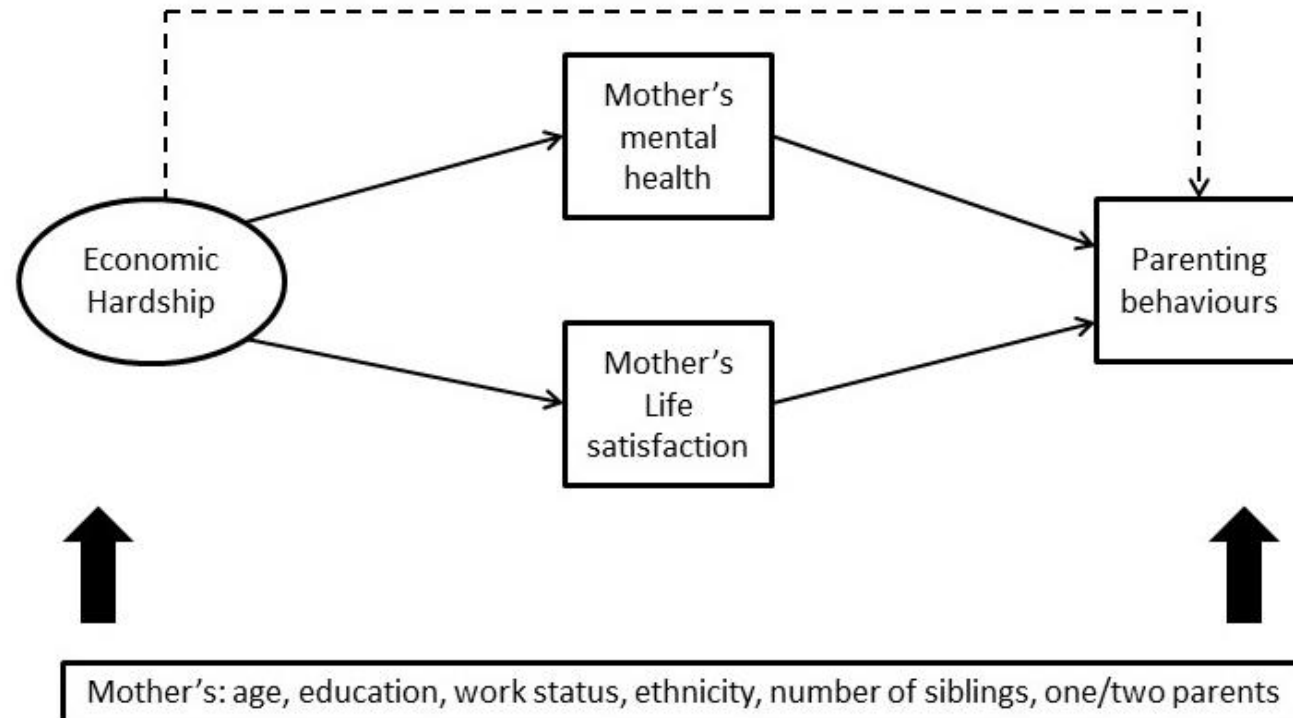 Mother's
mental
health
Economic
Hardship
Parenting
behaviours
Mother's
Life
satisfaction
Mother's: age, education, work status, ethnicity, number of siblings, one/two parents